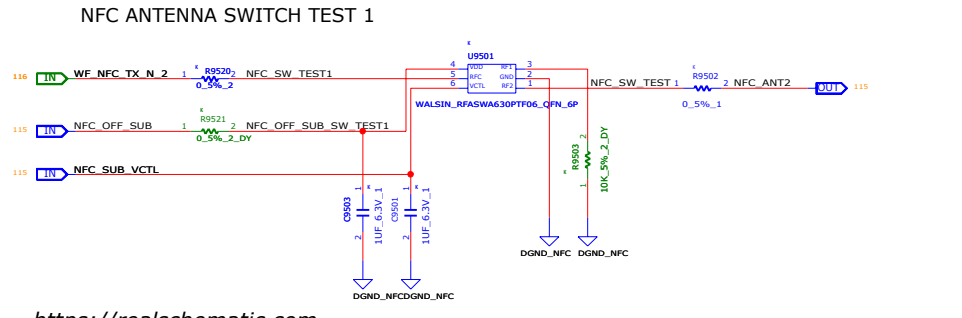 NFC ANTENNA SWITCH TEST 1
K
U9501
116 IN WF_NFC_TX_N_2 1 K R9520 2 NFC_SW_TEST1
0_5%_2
4 VDD RF1 3
5 RFC GND 2
6 VCTL RF2 1
WALSIN_RFASWA630PTF06_QFN_6P
NFC_SW_TEST 1 K R9502 2 NFC_ANT2 OUT 115
0_5%_1
115 IN NFC_OFF_SUB 1 K R9521 2 NFC_OFF_SUB_SW_TEST1
0_5%_2_DY
115 IN NFC_SUB_VCTL
K R9503 2 1
10K_5%_2_DY
C9503 1 K 2
1UF_6.3V_1
C9501 1 K 2
1UF_6.3V_1
DGND_NFC DGND_NFC
DGND_NFCDGND_NFC
https://realschematic.com